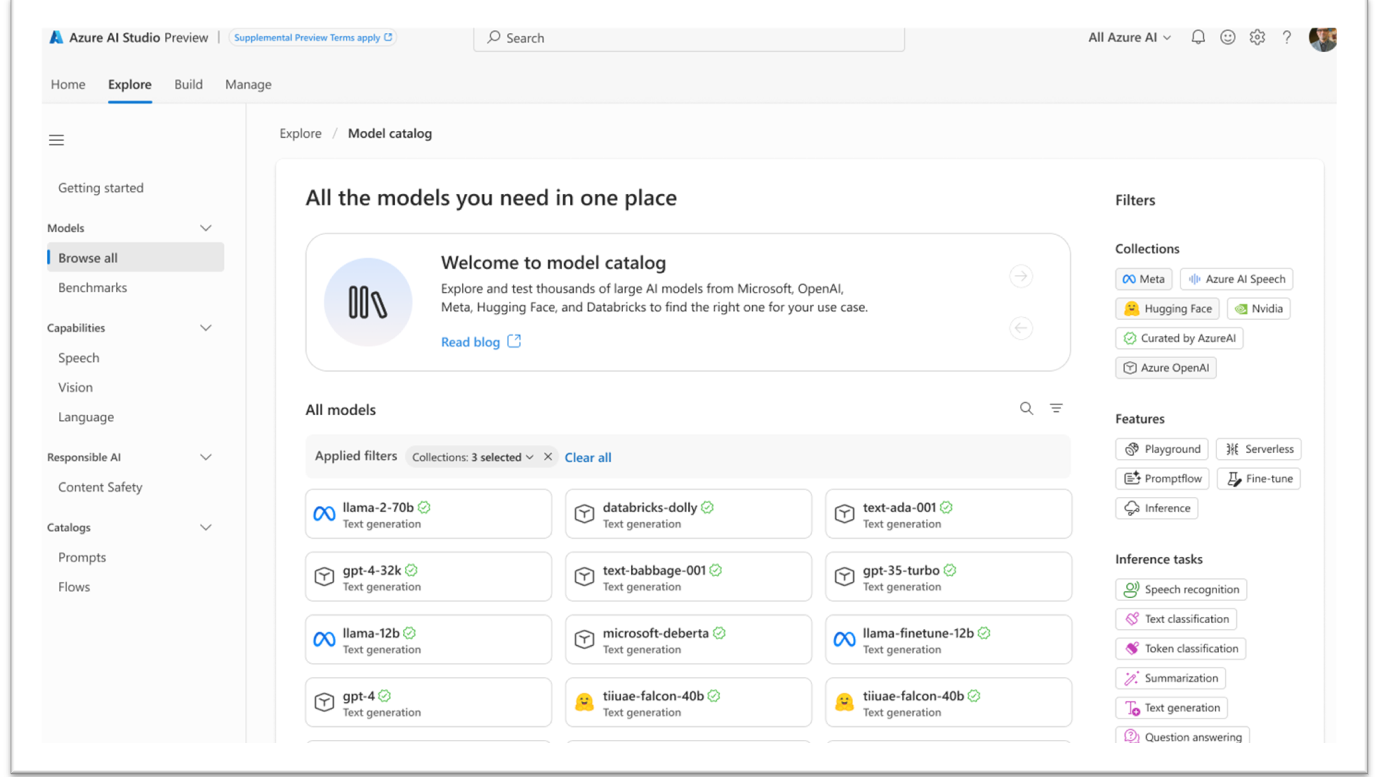 Azure AI Studio Preview | Supplemental Preview Terms apply
Search
All Azure AI
?
Home Explore Build Manage
Explore / Model catalog
Getting started
Models
Browse all
Benchmarks
Capabilities
Speech
Vision
Language
Responsible AI
Content Safety
Catalogs
Prompts
Flows
All the models you need in one place
Welcome to model catalog
Explore and test thousands of large AI models from Microsoft, OpenAI,
Meta, Hugging Face, and Databricks to find the right one for your use case.
Read blog
All models
Applied filters Collections: 3 selected Clear all
llama-2-70b
Text generation
databricks-dolly
Text generation
text-ada-001
Text generation
gpt-4-32k
Text generation
text-babbage-001
Text generation
gpt-35-turbo
Text generation
llama-12b
Text generation
microsoft-deberta
Text generation
llama-finetune-12b
Text generation
gpt-4
Text generation
tiiuae-falcon-40b
Text generation
tiiuae-falcon-40b
Text generation
Filters
Collections
Meta Azure AI Speech
Hugging Face Nvidia
Curated by AzureAI
Azure OpenAI
Features
Playground Serverless
Promptflow Fine-tune
Inference
Inference tasks
Speech recognition
Text classification
Token classification
Summarization
Text generation
Question answering